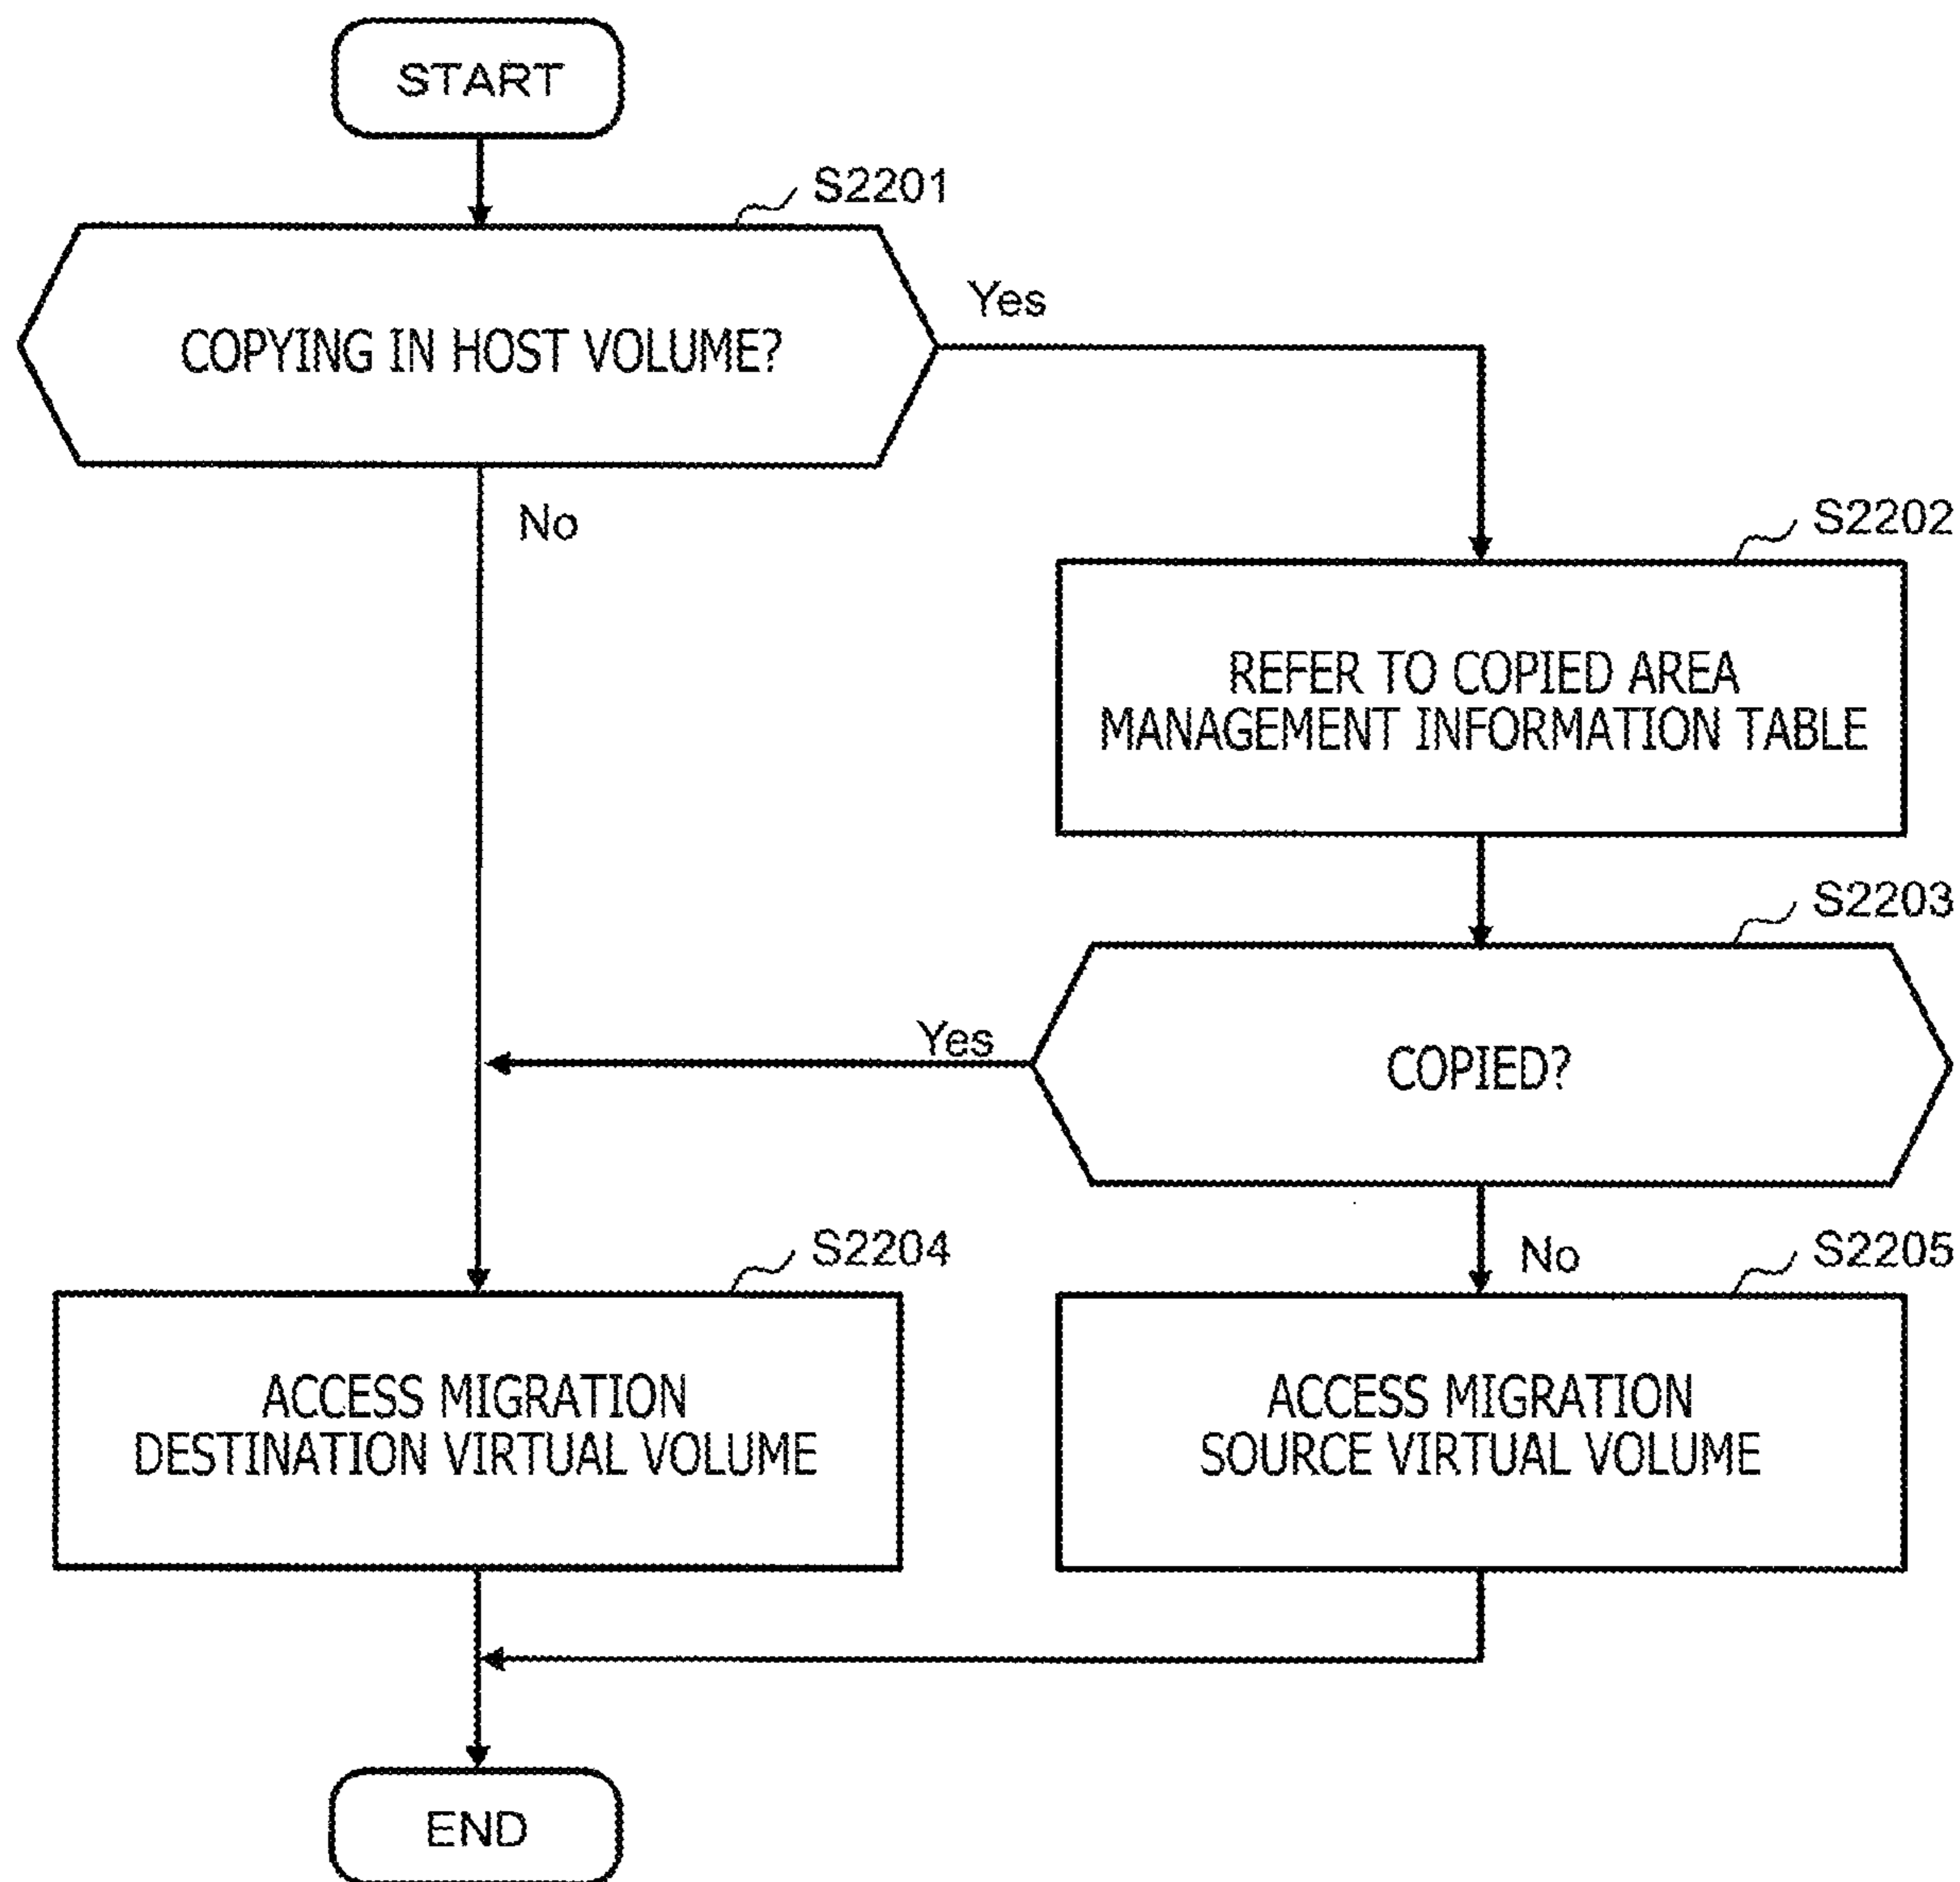 START
S2201
COPYING IN HOST VOLUME?
Yes
No
S2202
REFER TO COPIED AREA
MANAGEMENT INFORMATION TABLE
S2203
COPIED?
Yes
No
S2204
ACCESS MIGRATION
DESTINATION VIRTUAL VOLUME
S2205
ACCESS MIGRATION
SOURCE VIRTUAL VOLUME
END